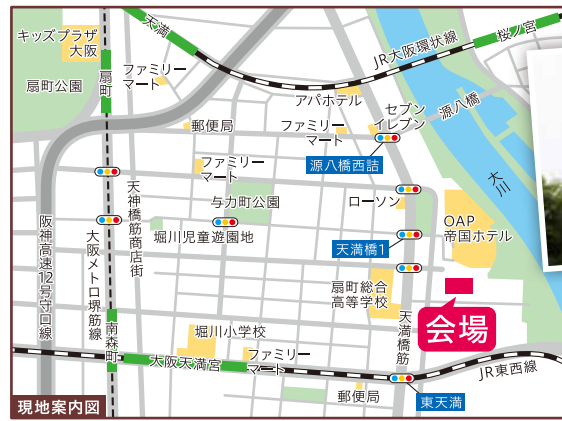 キッズプラザ
大阪
天満
扇町
扇町公園
ファミリー
マート
JR大阪環状線
桜ノ宮
アパホテル
郵便局
ファミリー
マート
セブン
イレブン
源八橋
源八橋西詰
ファミリー
マート
与力町公園
ローソン
大川
OAP
帝国ホテル
天神橋筋商店街
堀川児童遊園地
天満橋1
阪神高速12号守口線
大阪メトロ堺筋線
扇町総合
高等学校
会場
南森町
堀川小学校
天満橋筋
大阪天満宮
ファミリー
マート
JR東西線
郵便局
東天満
現地案内図